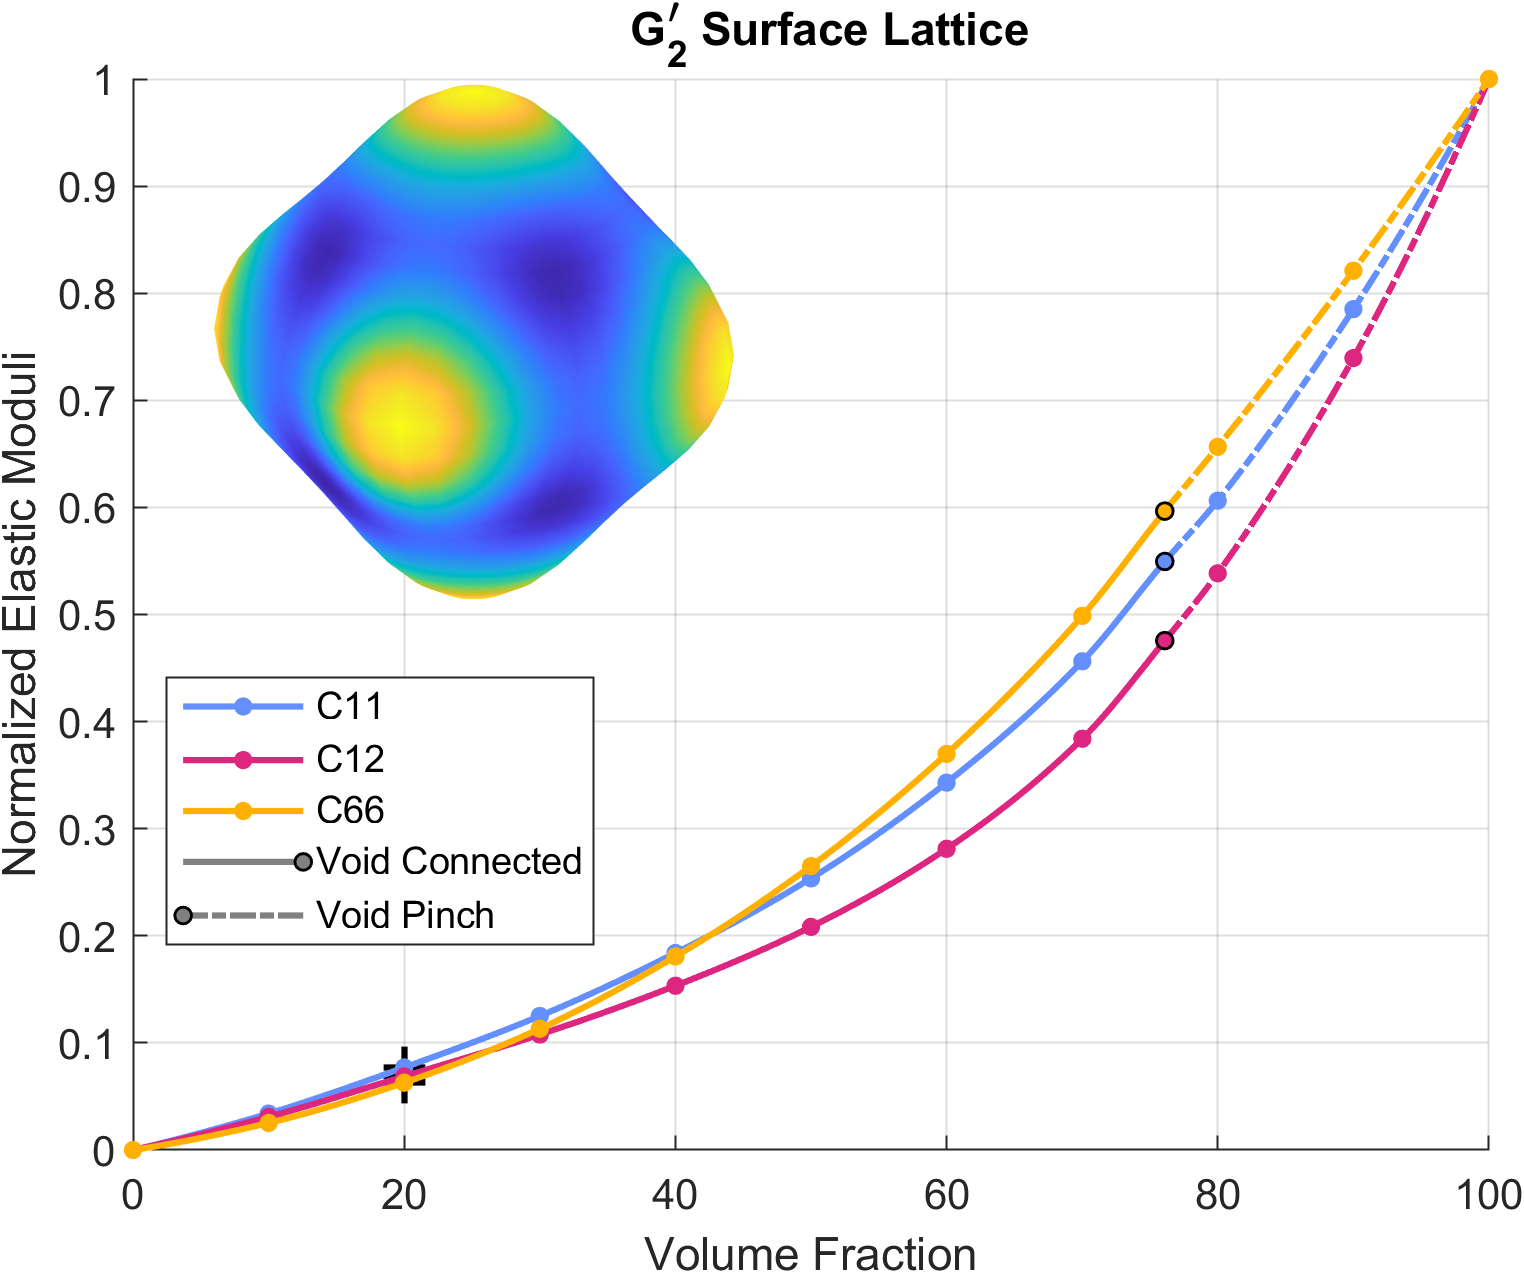 G′₂ Surface Lattice
Normalized Elastic Moduli
1
0.9
0.8
0.7
0.6
0.5
0.4
0.3
0.2
0.1
0
C11
C12
C66
Void Connected
Void Pinch
0 20 40 60 80 100
Volume Fraction